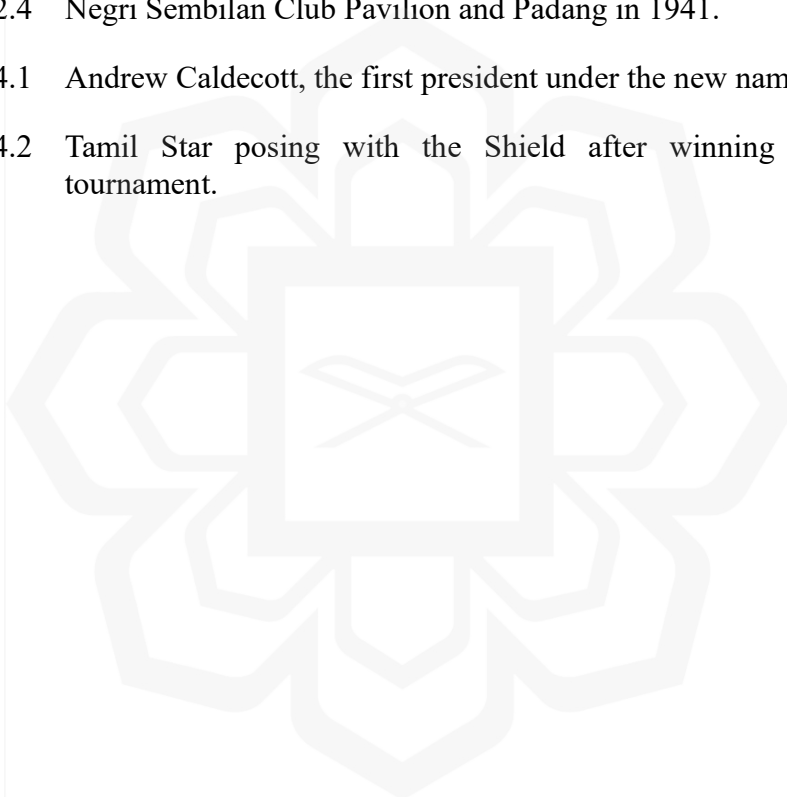 2.4 Negri Sembilan Club Pavilion and Padang in 1941.
4.1 Andrew Caldecott, the first president under the new
4.2 Tamil Star posing with the Shield after winning
tournament.